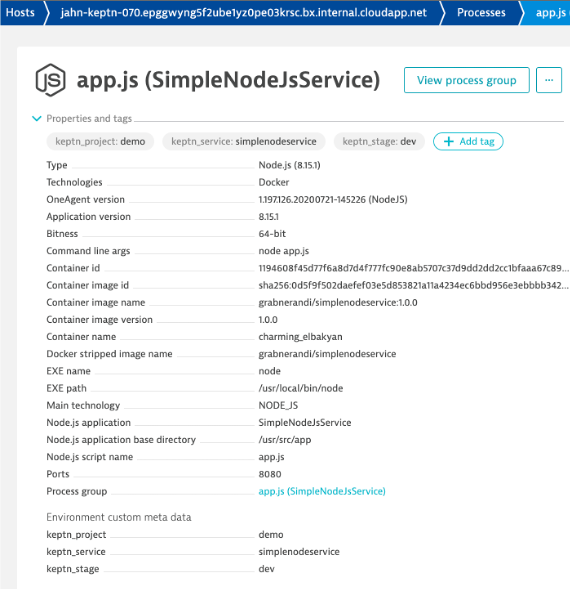 Hosts jahn-keptn-070.epggwyng5f2ube1yz0pe03krsc.bx.internal.cloudapp.net Processes app.js (
JS app.js (SimpleNodeJsService) View process group ...
Properties and tags
keptn_project: demo keptn_service: simplenodeservice keptn_stage: dev + Add tag
Type Node.js (8.15.1)
Technologies Docker
OneAgent version 1.197.126.20200721-145226 (NodeJS)
Application version 8.15.1
Bitness 64-bit
Command line args node app.js
Container id 1194608f45d77f6a8d7d4f777fc90e8ab5707c37d9dd2dd2cc1bfaaa67c89...
Container image id sha256:0d5f9f502daefef03e5d853821a11a4234ec6bbd956e3ebbbb342...
Container image name grabnerandi/simplenodeservice:1.0.0
Container image version 1.0.0
Container name charming_elbakyan
Docker stripped image name grabnerandi/simplenodeservice
EXE name node
EXE path /usr/local/bin/node
Main technology NODE_JS
Node.js application SimpleNodeJsService
Node.js application base directory /usr/src/app
Node.js script name app.js
Ports 8080
Process group app.js (SimpleNodeJsService)
Environment custom meta data
keptn_project demo
keptn_service simplenodeservice
keptn_stage dev